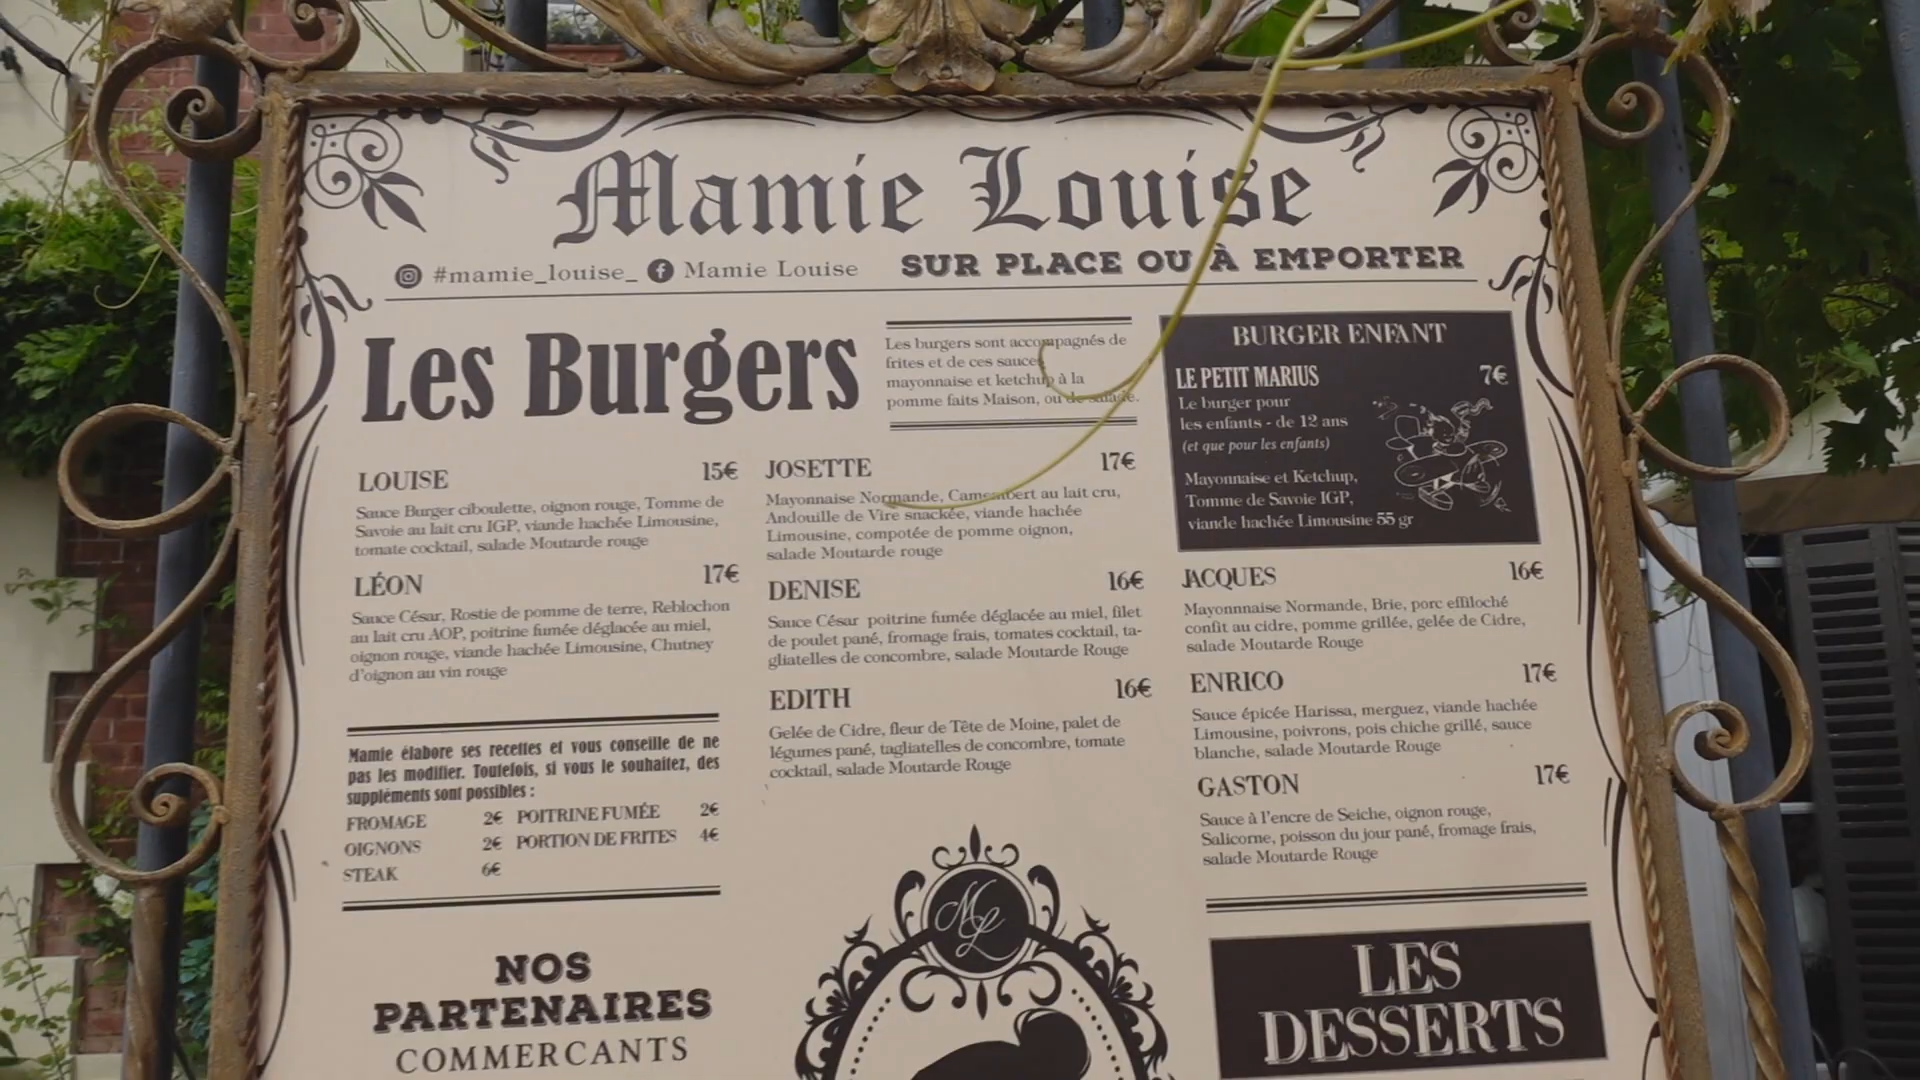 Mamie Louise
#mamie_louise_ Mamie Louise SUR PLACE OU À EMPORTER
Les Burgers
Les burgers sont accompagnés de
frites et de ces sauces
mayonnaise et ketchup à la
pomme faits Maison, ou de salade.
LOUISE 15€
Sauce Burger ciboulette, oignon rouge, Tomme de
Savoie au lait cru IGP, viande hachée Limousine,
tomate cocktail, salade Moutarde rouge
LÉON 17€
Sauce César, Rostie de pomme de terre, Reblochon
au lait cru AOP, poitrine fumée déglacée au miel,
oignon rouge, viande hachée Limousine, Chutney
d'oignon au vin rouge
Mamie élabore ses recettes et vous conseille de ne
pas les modifier. Toutefois, si vous le souhaitez, des
suppléments sont possibles :
FROMAGE 2€ POITRINE FUMÉE 2€
OIGNONS 2€ PORTION DE FRITES 4€
STEAK 6€
NOS
PARTENAIRES
COMMERCANTS
JOSETTE 17€
Mayonnaise Normande, Camembert au lait cru,
Andouille de Vire snackée, viande hachée
Limousine, compotée de pomme oignon,
salade Moutarde rouge
DENISE 16€
Sauce César poitrine fumée déglacée au miel, filet
de poulet pané, fromage frais, tomates cocktail, ta-
gliatelles de concombre, salade Moutarde Rouge
EDITH 16€
Gelée de Cidre, fleur de Tête de Moine, palet de
légumes pané, tagliatelles de concombre, tomate
cocktail, salade Moutarde Rouge
ML
BURGER ENFANT
LE PETIT MARIUS 7€
Le burger pour
les enfants - de 12 ans
(et que pour les enfants)
Mayonnaise et Ketchup,
Tomme de Savoie IGP,
viande hachée Limousine 55 gr
JACQUES 16€
Mayonnnaise Normande, Brie, porc effiloché
confit au cidre, pomme grillée, gelée de Cidre,
salade Moutarde Rouge
ENRICO 17€
Sauce épicée Harissa, merguez, viande hachée
Limousine, poivrons, pois chiche grillé, sauce
blanche, salade Moutarde Rouge
GASTON 17€
Sauce à l'encre de Seiche, oignon rouge,
Salicorne, poisson du jour pané, fromage frais,
salade Moutarde Rouge
LES
DESSERTS